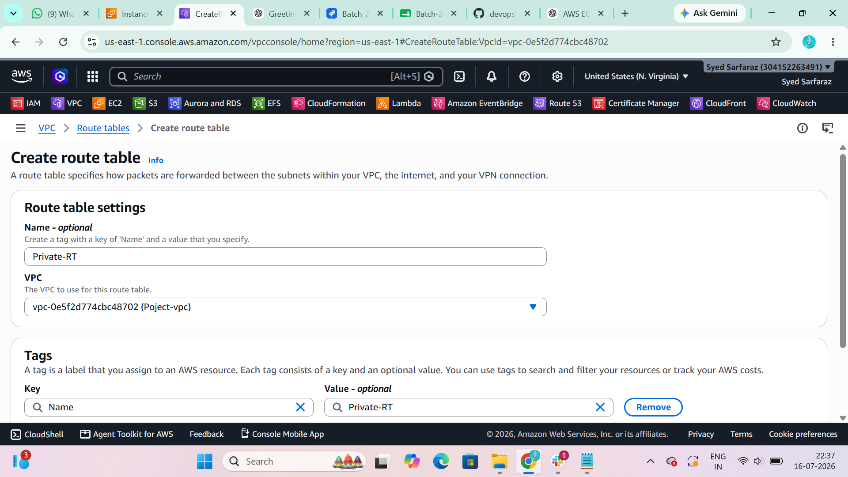 (9) Wha
Instanc
CreateR
Greetin
Batch 2
Batch-2
devops
AWS D
Ask Gemini
us-east-1.console.aws.amazon.com/vpcconsole/home?region=us-east-1#CreateRouteTable:VpcId=vpc-0e5f2d774cbc48702
aws
Search
[Alt+S]
United States (N. Virginia) ▼
Syed Sarfaraz (304152263491) ▼
Syed Sarfaraz
IAM VPC EC2 S3 Aurora and RDS EFS CloudFormation Lambda Amazon EventBridge Route 53 Certificate Manager CloudFront CloudWatch
VPC > Route tables > Create route table
Create route table Info
A route table specifies how packets are forwarded between the subnets within your VPC, the internet, and your VPN connection.
Route table settings
Name - optional
Create a tag with a key of 'Name' and a value that you specify.
Private-RT
VPC
The VPC to use for this route table.
vpc-0e5f2d774cbc48702 (Poject-vpc)
Tags
A tag is a label that you assign to an AWS resource. Each tag consists of a key and an optional value. You can use tags to search and filter your resources or track your AWS costs.
Key
Value - optional
Name
Private-RT
Remove
CloudShell Agent Toolkit for AWS Feedback Console Mobile App © 2026, Amazon Web Services, Inc. or its affiliates. Privacy Terms Cookie preferences
3
Search
3
ENG
IN
22:37
16-07-2026